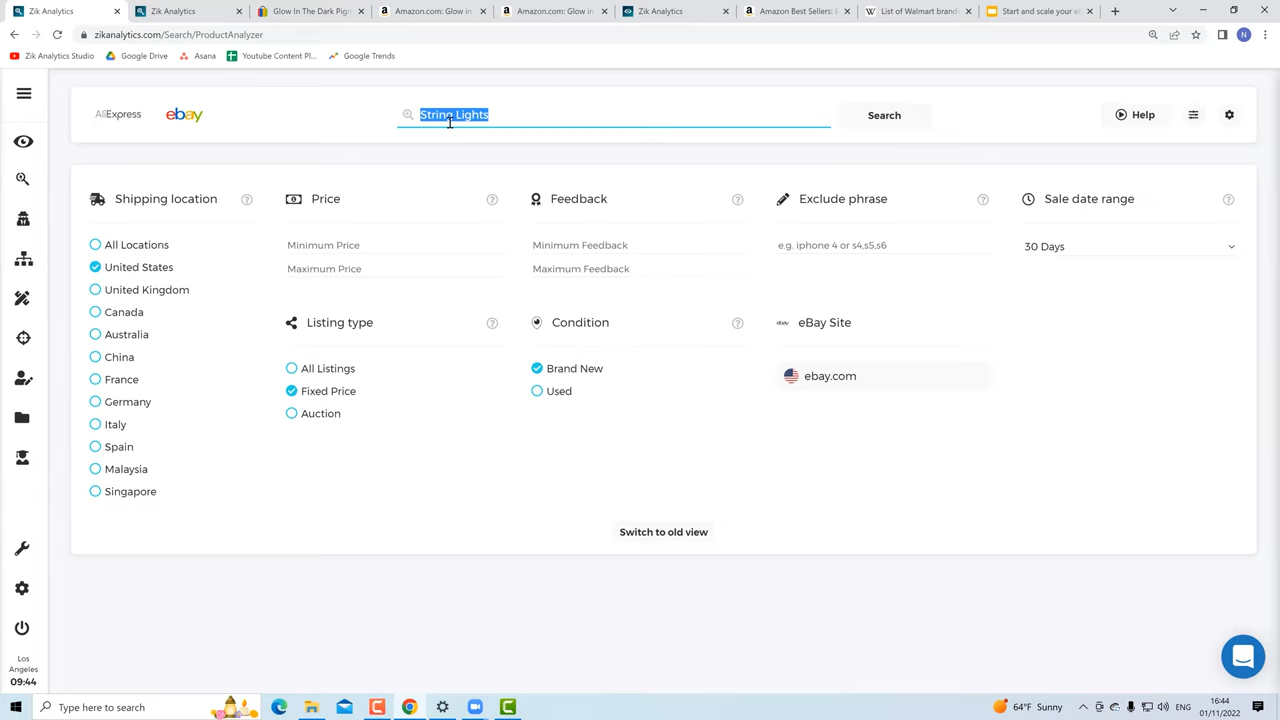 Zik Analytics
Zik Analytics
Glow In The Dark Pigm
Amazon.com: Glow in
Amazon.com: Glow in
Zik Analytics
Amazon Best Sellers: B
List of Walmart brands
Start and scale your e
zikanalytics.com/Search/ProductAnalyzer
N
Zik Analytics Studio
Google Drive
Asana
Youtube Content Pl...
Google Trends
AliExpress
ebay
String Lights
Search
Help
Shipping location
Price
Feedback
Exclude phrase
Sale date range
All Locations
Minimum Price
Minimum Feedback
e.g. iphone 4 or s4,s5,s6
30 Days
United States
Maximum Price
Maximum Feedback
United Kingdom
Canada
Listing type
Condition
ebay
eBay Site
Australia
China
All Listings
Brand New
ebay.com
France
Fixed Price
Used
Germany
Auction
Italy
Spain
Malaysia
Singapore
Switch to old view
Los
Angeles
09:44
Type here to search
64°F Sunny
ENG
16:44
01/11/2022